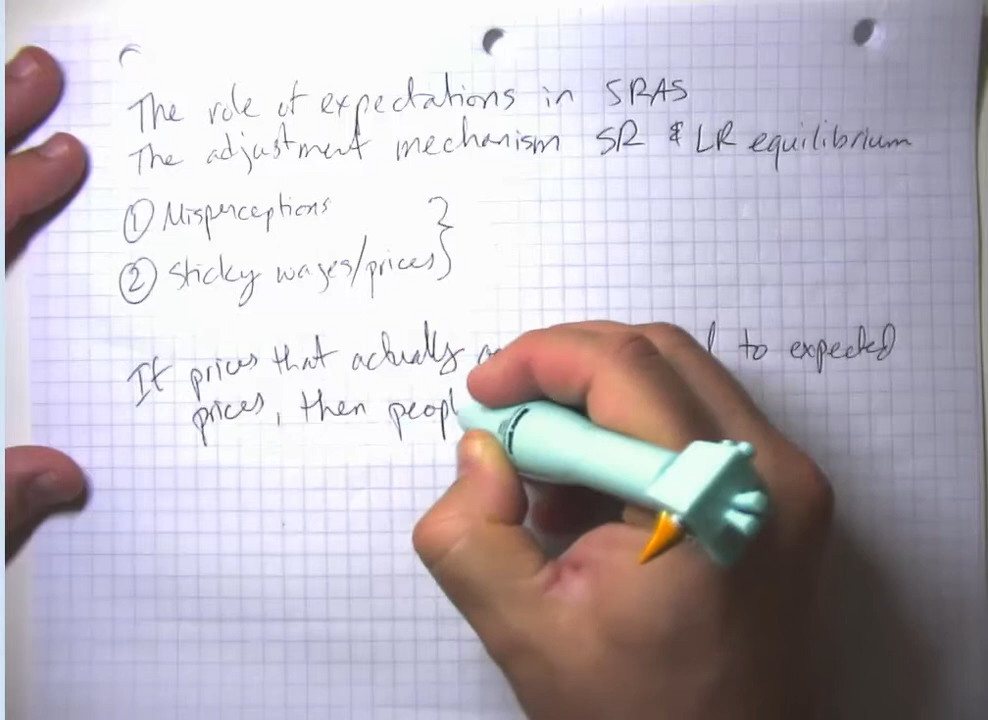 The role of expectations in SRAS
The adjustment mechanism SR & LR equilibrium
① Misperceptions
② Sticky wages/prices
If prices that actually to expected
prices, then peopl